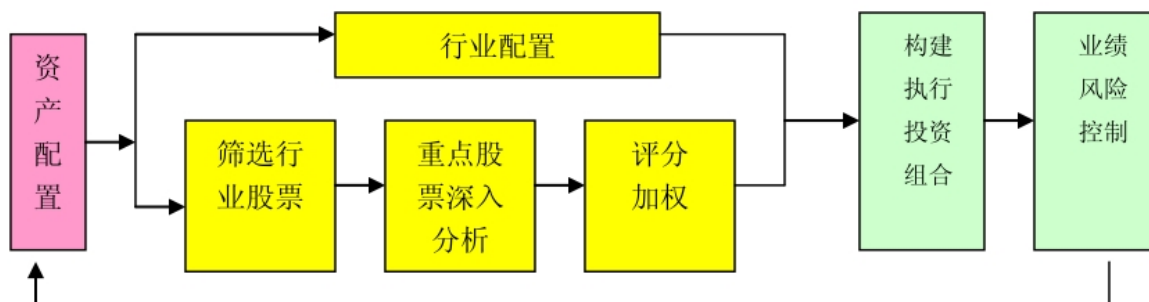 资
产
配
置
行业配置
筛选行
业股票
重点股
票深入
分析
评分
加权
构建
执行
投资
组合
业绩
风险
控制